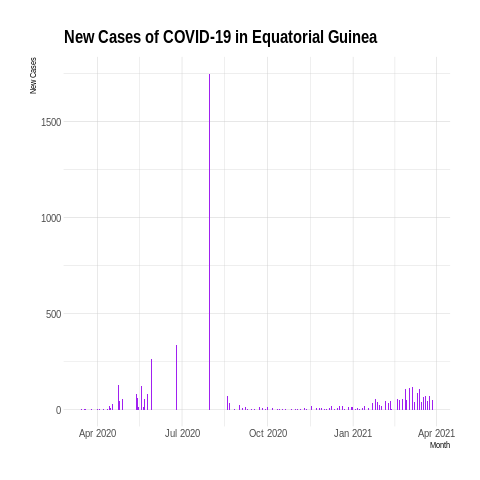 New Cases of COVID-19 in Equatorial Guinea
New Cases
1500
1000
500
0
Apr 2020 Jul 2020 Oct 2020 Jan 2021 Apr 2021
Month